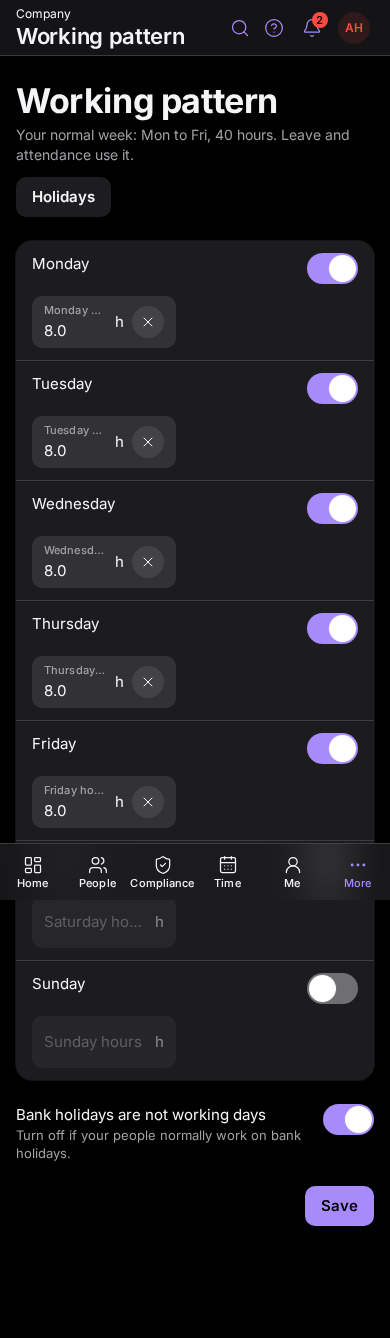 Company
Working pattern
2
AH
Working pattern
Your normal week: Mon to Fri, 40 hours. Leave and
attendance use it.
Holidays
Monday
Monday ...
8.0 h
Tuesday
Tuesday ...
8.0 h
Wednesday
Wednesd...
8.0 h
Thursday
Thursday...
8.0 h
Friday
Friday ho...
8.0 h
Home People Compliance Time Me More
Saturday ho... h
Sunday
Sunday hours h
Bank holidays are not working days
Turn off if your people normally work on bank
holidays.
Save